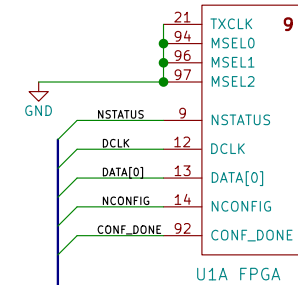 21 TXCLK 9
94 MSEL0
96 MSEL1
97 MSEL2
GND
NSTATUS 9 NSTATUS
DCLK 12 DCLK
DATA[0] 13 DATA[0]
NCONFIG 14 NCONFIG
CONF_DONE 92 CONF_DONE
U1A FPGA